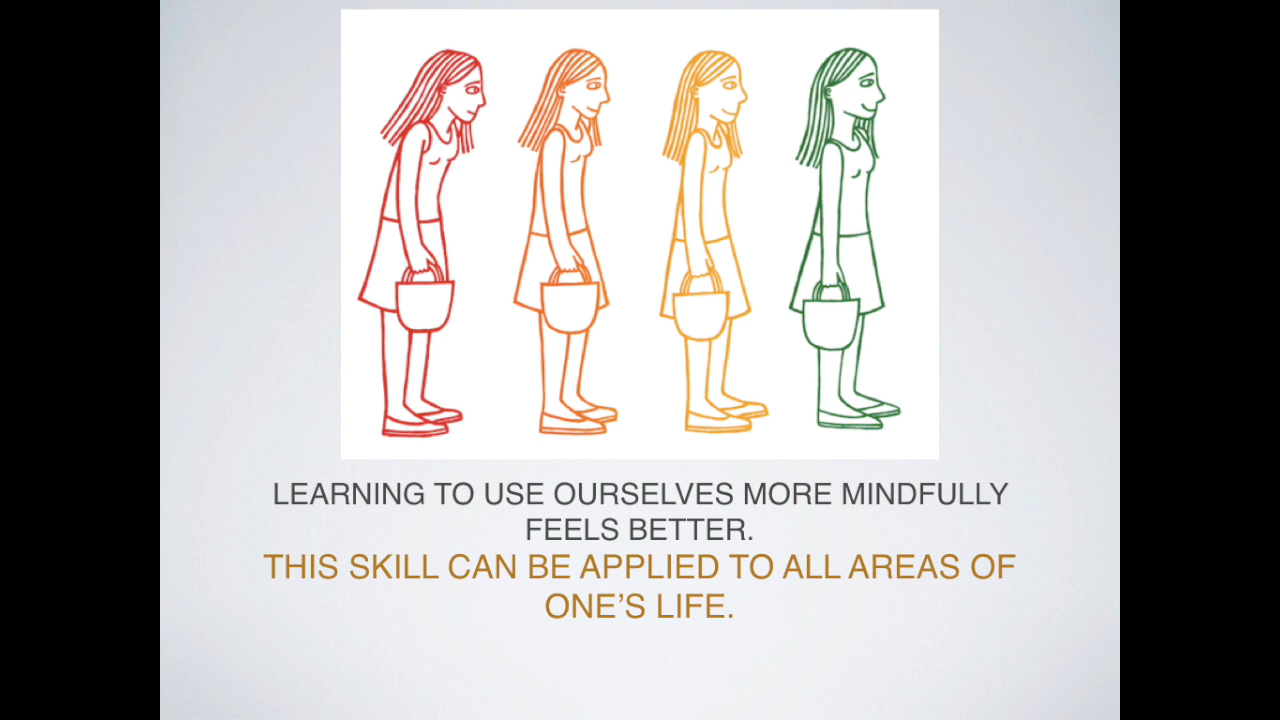 LEARNING TO USE OURSELVES MORE MINDFULLY
FEELS BETTER.
THIS SKILL CAN BE APPLIED TO ALL AREAS OF
ONE’S LIFE.